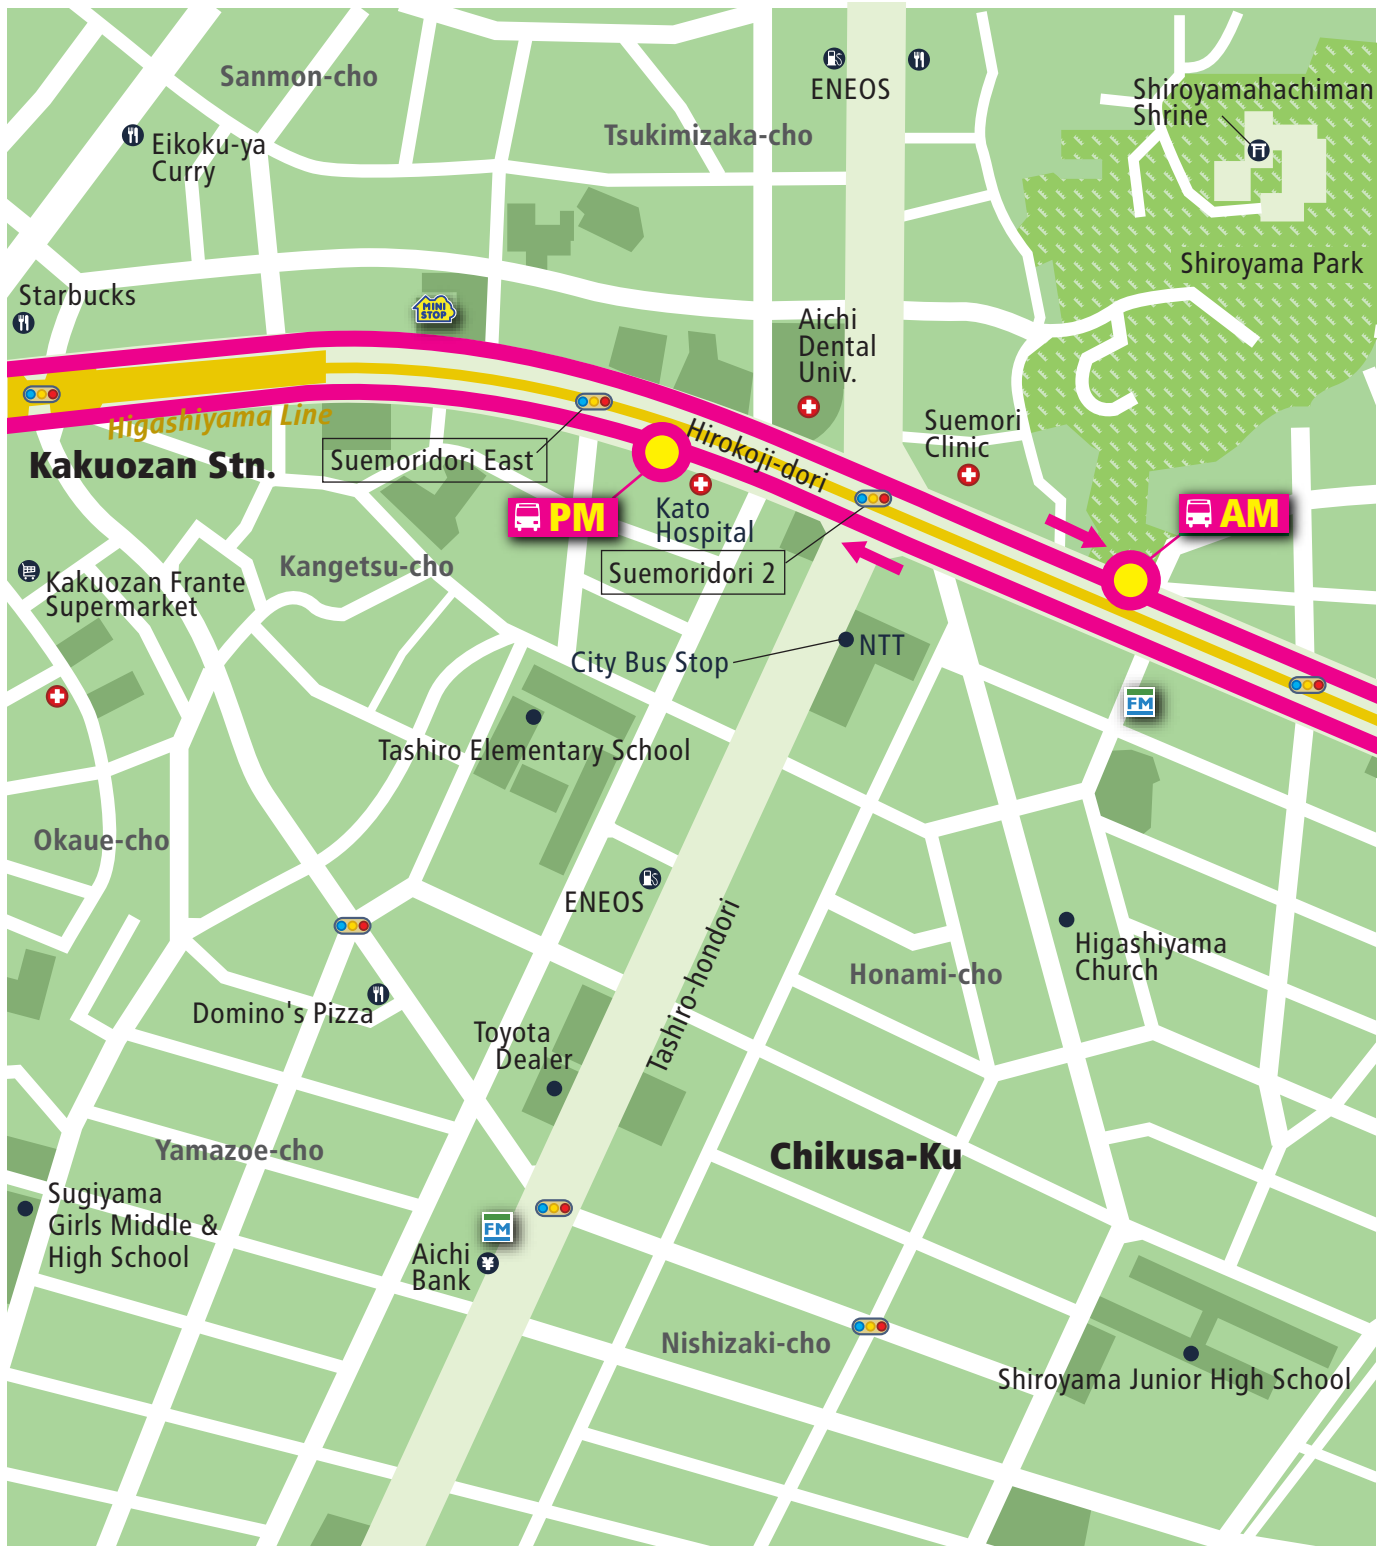 Sanmon-cho
ENEOS
Shiroyamahachiman
Shrine
Tsukimizaka-cho
Eikoku-ya
Curry
Shiroyama Park
Starbucks
MINI
STOP
Aichi
Dental
Univ.
Higashiyama Line
Suemori
Clinic
Hirokoji-dori
Kakuozan Stn.
Suemoridori East
PM
Kato
Hospital
AM
Kangetsu-cho
Suemoridori 2
Kakuozan Frante
Supermarket
City Bus Stop
NTT
FM
Tashiro Elementary School
Okaue-cho
ENEOS
Tashiro-hondori
Higashiyama
Church
Honami-cho
Domino's Pizza
Toyota
Dealer
Yamazoe-cho
Chikusa-Ku
Sugiyama
Girls Middle &
High School
FM
Aichi
Bank
¥
Nishizaki-cho
Shiroyama Junior High School